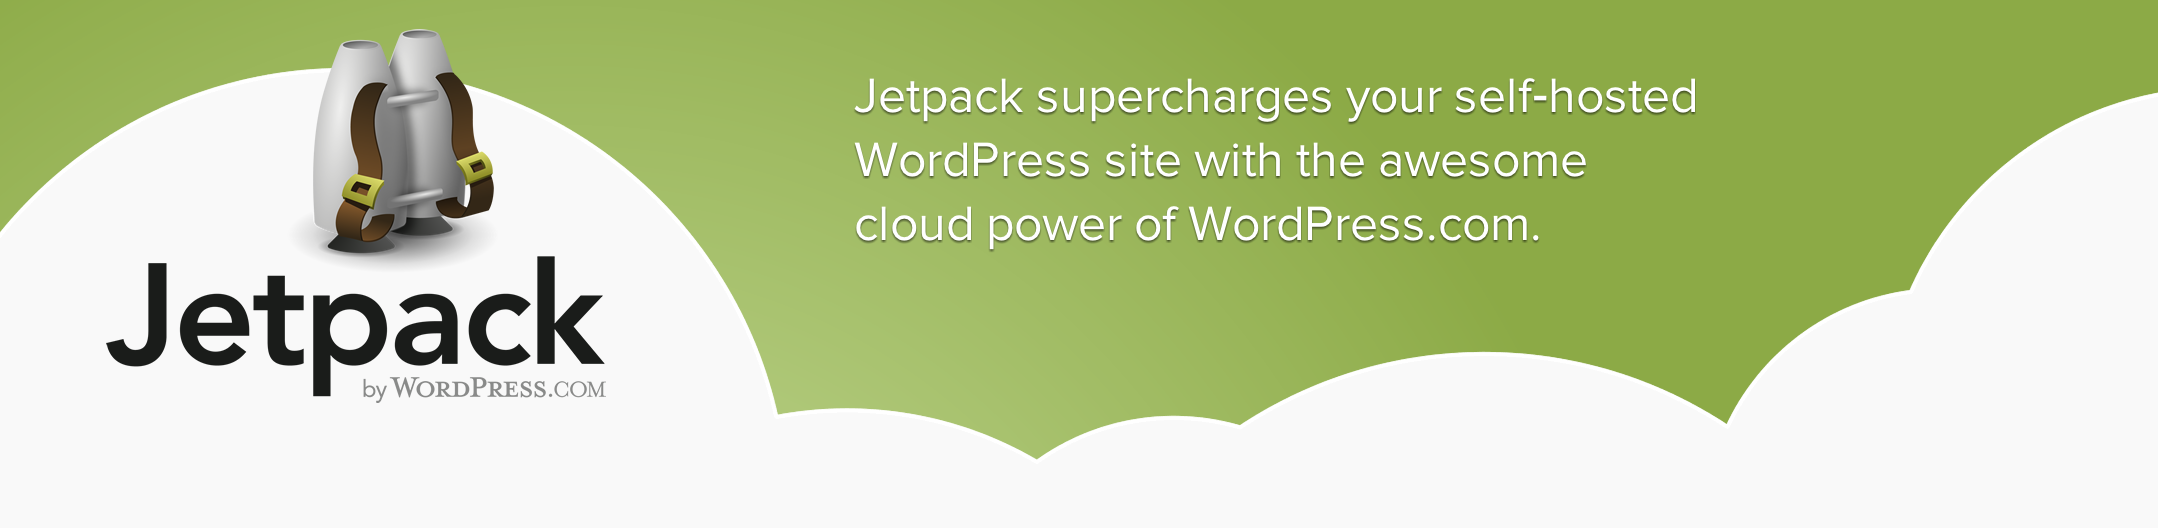 Jetpack
by WORDPRESS.COM
Jetpack supercharges your self-hosted
WordPress site with the awesome
cloud power of WordPress.com.